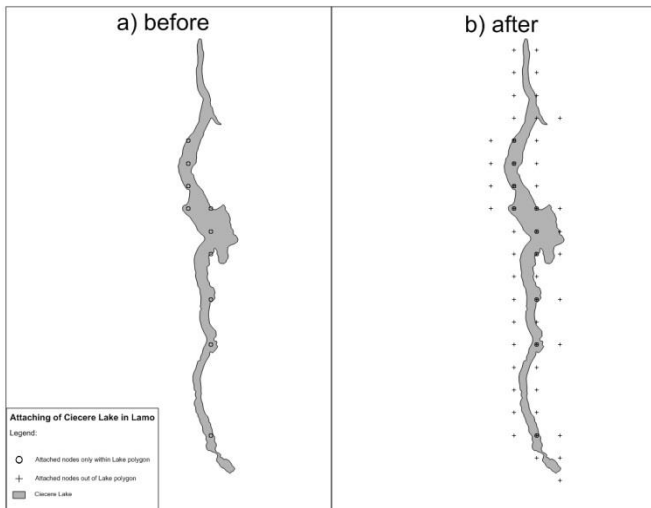 a) before
b) after
Attaching of Ciecere Lake in Lamo
Legend:
Attached nodes only within Lake polygon
Attached nodes out of Lake polygon
Ciecere Lake